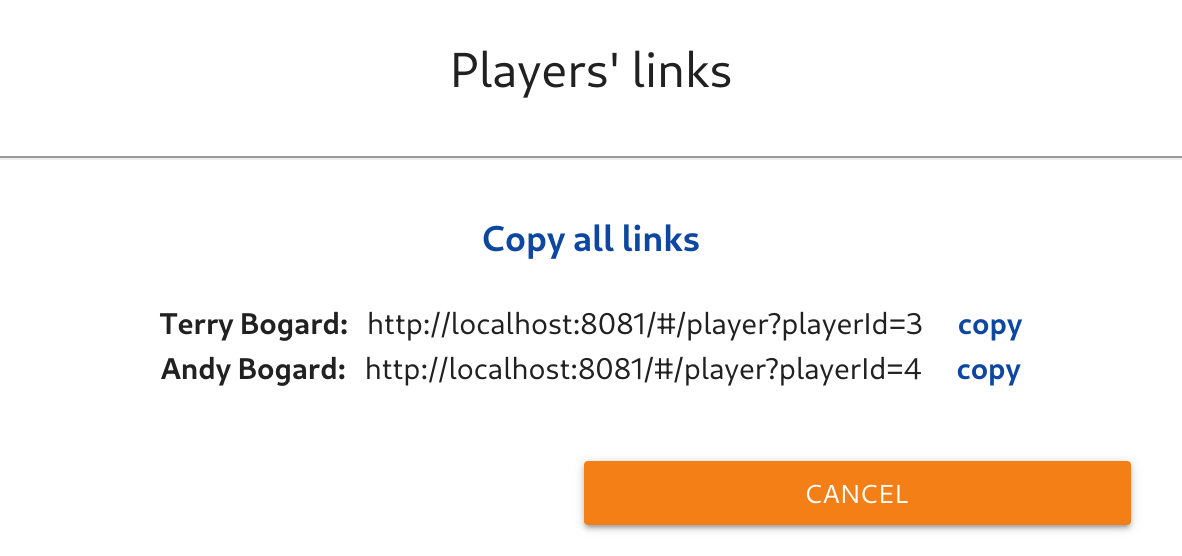 Players' links
Copy all links
Terry Bogard: http://localhost:8081/#/player?playerId=3 copy
Andy Bogard: http://localhost:8081/#/player?playerId=4 copy
CANCEL